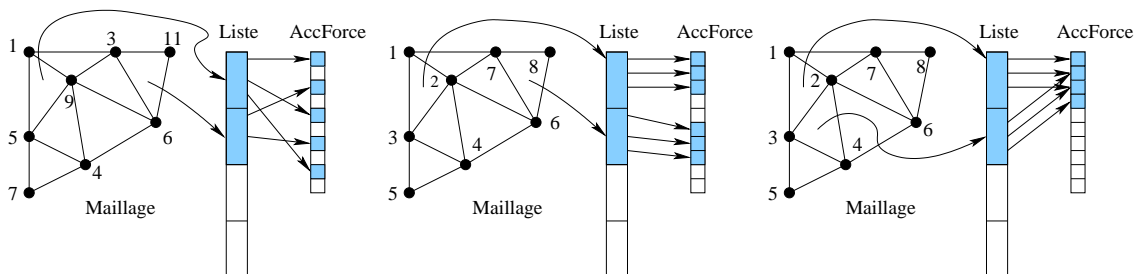 Liste AccForce Liste AccForce Liste AccForce
1 3 11 1 7 8 1 7 8
9 2 2
5 6 3 6 3 6
4 4 4
7 5 5
Maillage Maillage Maillage